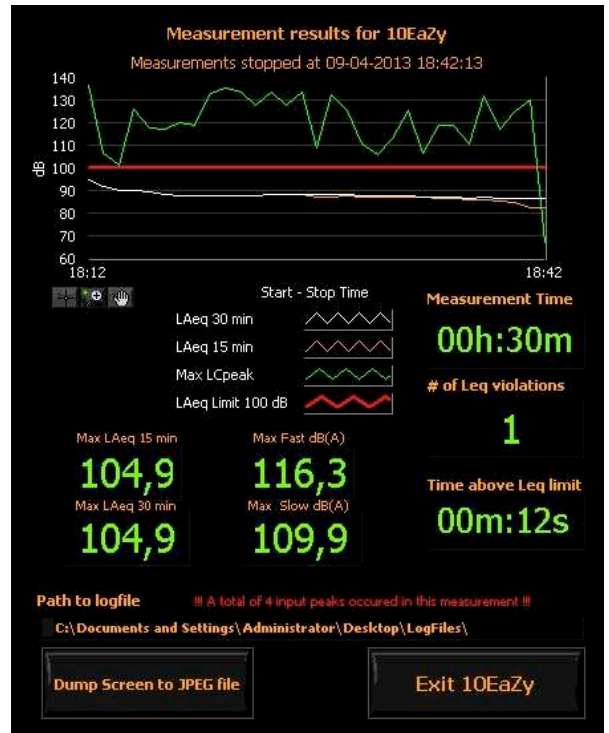 Measurement results for 10EaZy
Measurements stopped at 09-04-2013 18:42:13
140
130
120
110
100
90
80
70
60
dB
18:12
18:42
Start - Stop Time
LAeq 30 min
LAeq 15 min
Max LCpeak
LAeq Limit 100 dB
Measurement Time
00h:30m
# of Leq violations
1
Time above Leq limit
00m:12s
Max LAeq 15 min
104,9
Max Fast dB(A)
116,3
Max LAeq 30 min
104,9
Max Slow dB(A)
109,9
Path to logfile
!!! A total of 4 input peaks occured in this measurement !!!
C:\Documents and Settings\Administrator\Desktop\LogFiles\
Dump Screen to JPEG file
Exit 10EaZy